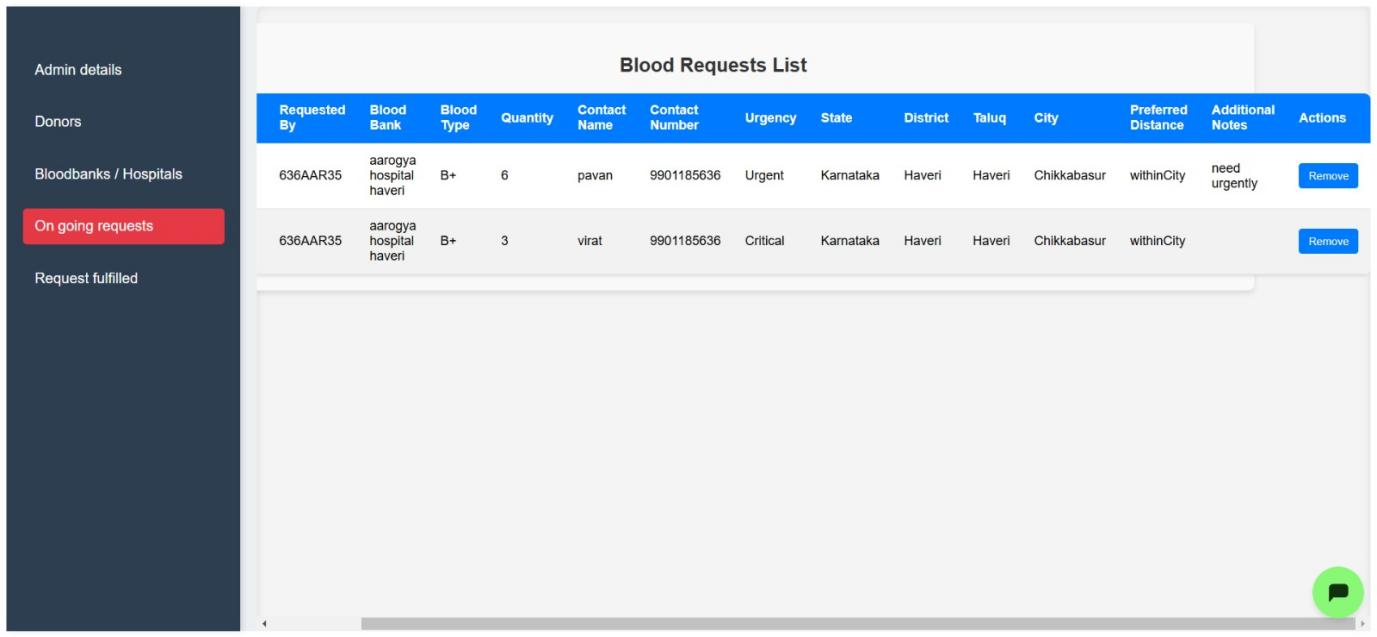 Admin details
Donors
Bloodbanks / Hospitals
On going requests
Request fulfilled
Blood Requests List
Requested By Blood Bank Blood Type Quantity Contact Name Contact Number Urgency State District Taluq City Preferred Distance Additional Notes Actions
636AAR35 aarogya hospital haveri B+ 6 pavan 9901185636 Urgent Karnataka Haveri Haveri Chikkabasur withinCity need urgently Remove
636AAR35 aarogya hospital haveri B+ 3 virat 9901185636 Critical Karnataka Haveri Haveri Chikkabasur withinCity Remove